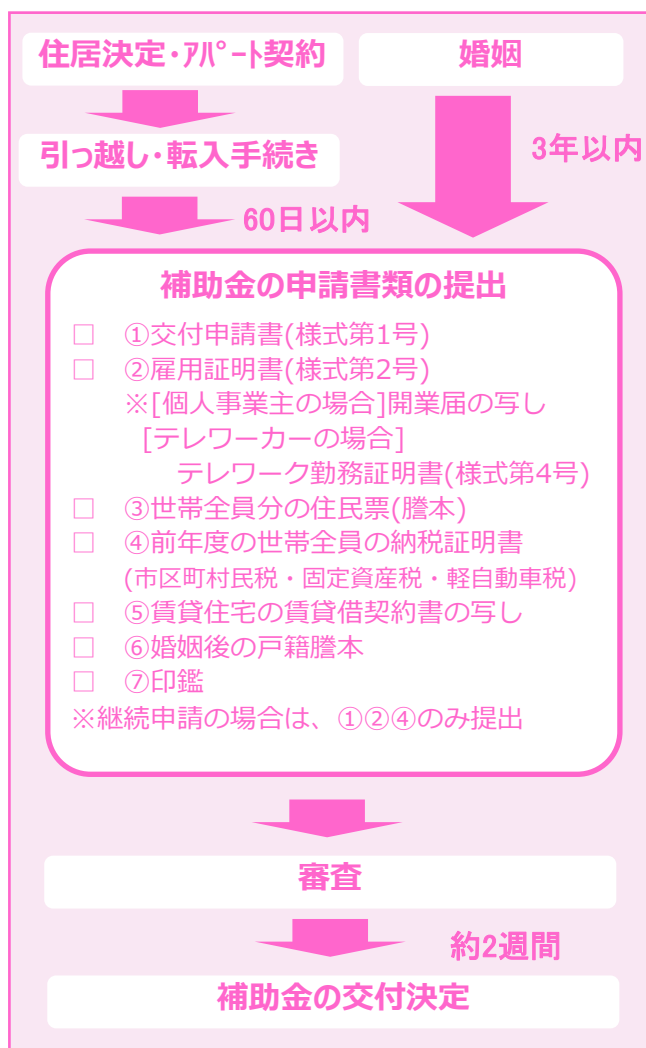 住居決定・ｱﾊﾟｰﾄ契約
婚姻
引っ越し・転入手続き
3年以内
60日以内
補助金の申請書類の提出
□ ①交付申請書(様式第1号)
□ ②雇用証明書(様式第2号)
※[個人事業主の場合]開業届の写し
[テレワーカーの場合]
テレワーク勤務証明書(様式第4号)
□ ③世帯全員分の住民票(謄本)
□ ④前年度の世帯全員の納税証明書
(市区町村民税・固定資産税・軽自動車税)
□ ⑤賃貸住宅の賃貸借契約書の写し
□ ⑥婚姻後の戸籍謄本
□ ⑦印鑑
※継続申請の場合は、①②④のみ提出
審査
約2週間
補助金の交付決定